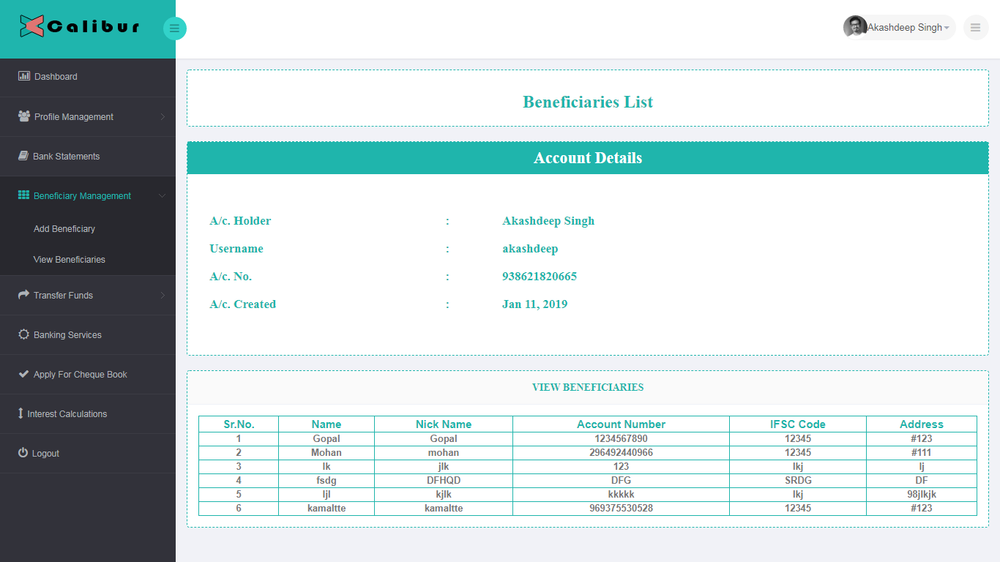 Calibur
Akashdeep Singh
Dashboard
Profile Management
Bank Statements
Beneficiary Management
Add Beneficiary
View Beneficiaries
Transfer Funds
Banking Services
Apply For Cheque Book
Interest Calculations
Logout
Beneficiaries List
Account Details
A/c. Holder : Akashdeep Singh
Username : akashdeep
A/c. No. : 938621820665
A/c. Created : Jan 11, 2019
VIEW BENEFICIARIES
Sr.No. Name Nick Name Account Number IFSC Code Address
1 Gopal Gopal 1234567890 12345 #123
2 Mohan mohan 296492440966 12345 #111
3 lk jlk 123 lkj lj
4 fsdg DFHQD DFG SRDG DF
5 ljl kjlk kkkkk lkj 98jlkjk
6 kamaltte kamaltte 969375530528 12345 #123